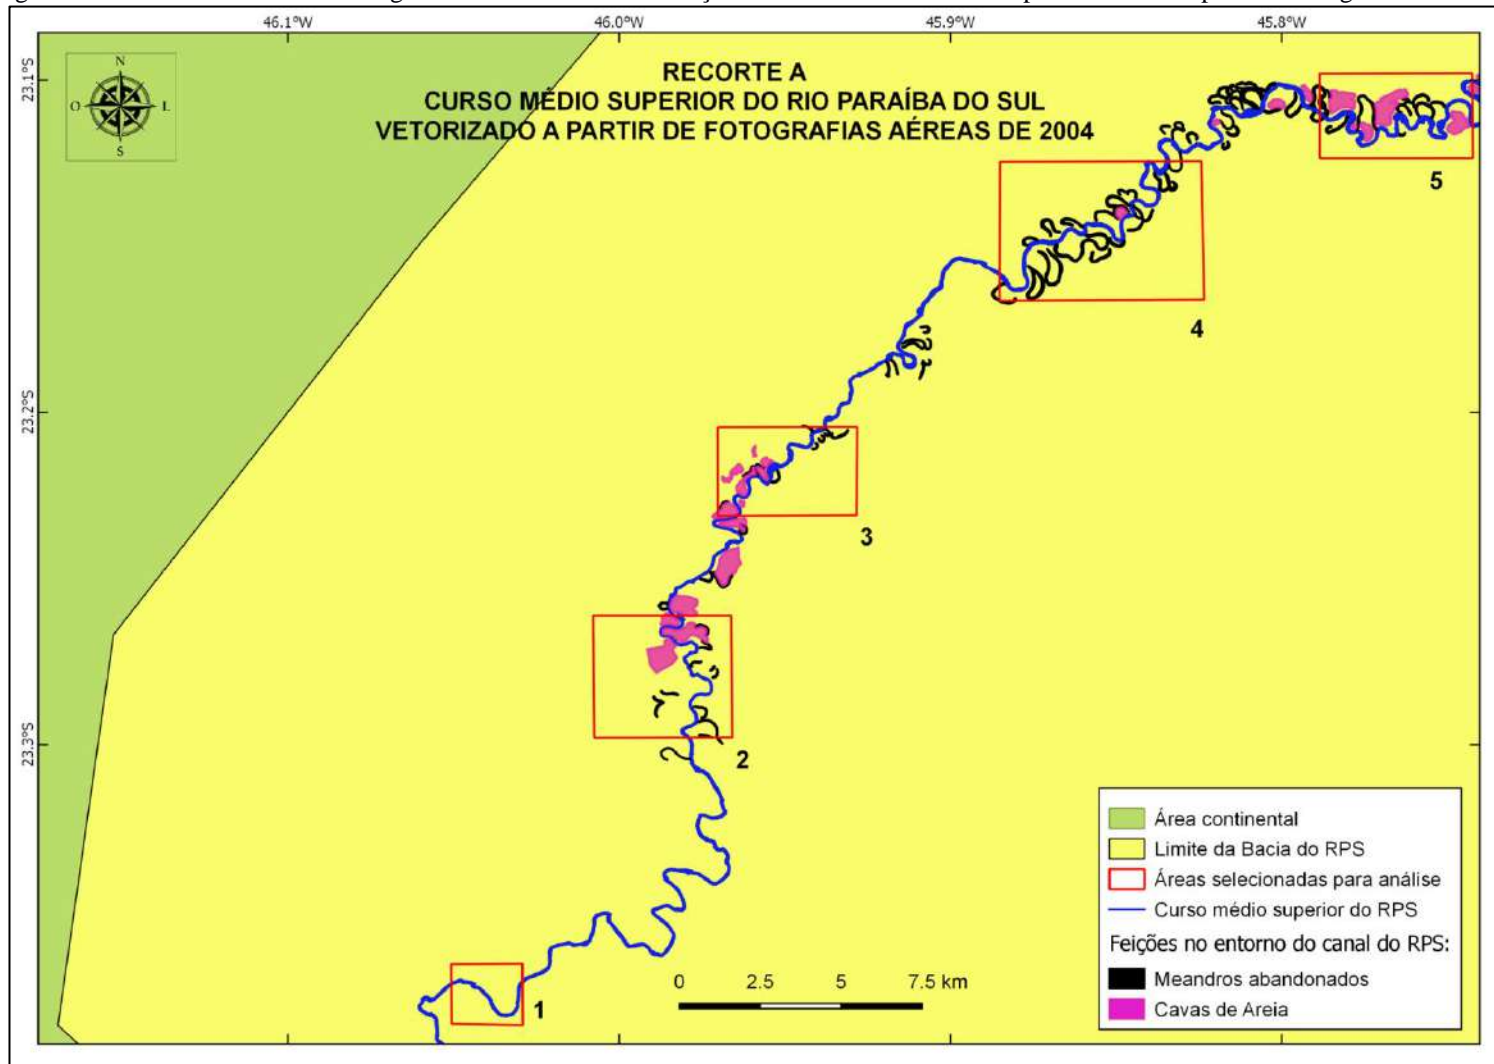 46.1°W 46.0°W 45.9°W 45.8°W
23.1°S
23.2°S
23.3°S
N
O L
S
RECORTE A
CURSO MÉDIO SUPERIOR DO RIO PARAÍBA DO SUL
VETORIZADO A PARTIR DE FOTOGRAFIAS AÉREAS DE 2004
5
4
3
2
1
0 2.5 5 7.5 km
Área continental
Limite da Bacia do RPS
Áreas selecionadas para análise
Curso médio superior do RPS
Feições no entorno do canal do RPS:
Meandros abandonados
Cavas de Areia